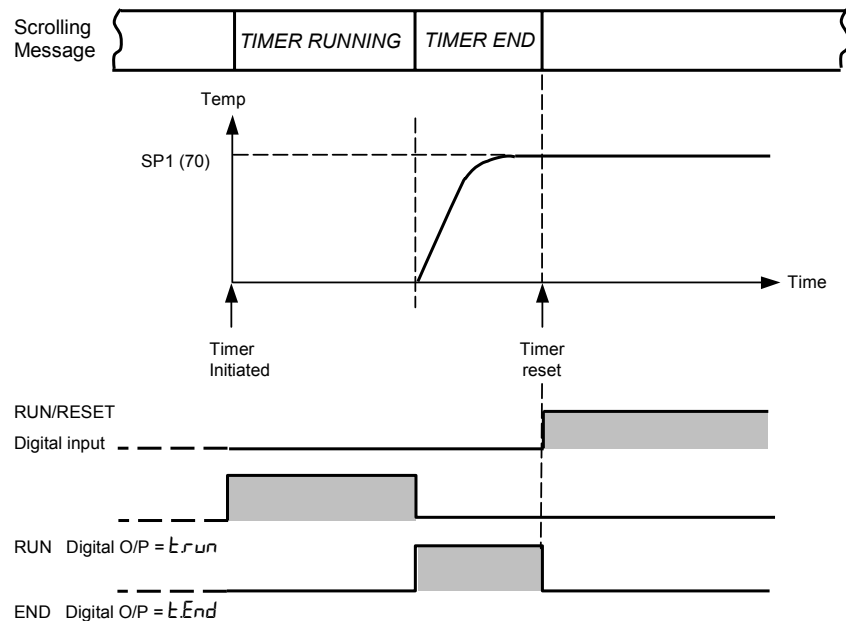 Scrolling
Message
TIMER RUNNING
TIMER END
Temp
SP1 (70)
Time
Timer
Initiated
Timer
reset
RUN/RESET
Digital input
RUN Digital O/P = t.run
END Digital O/P = t.End